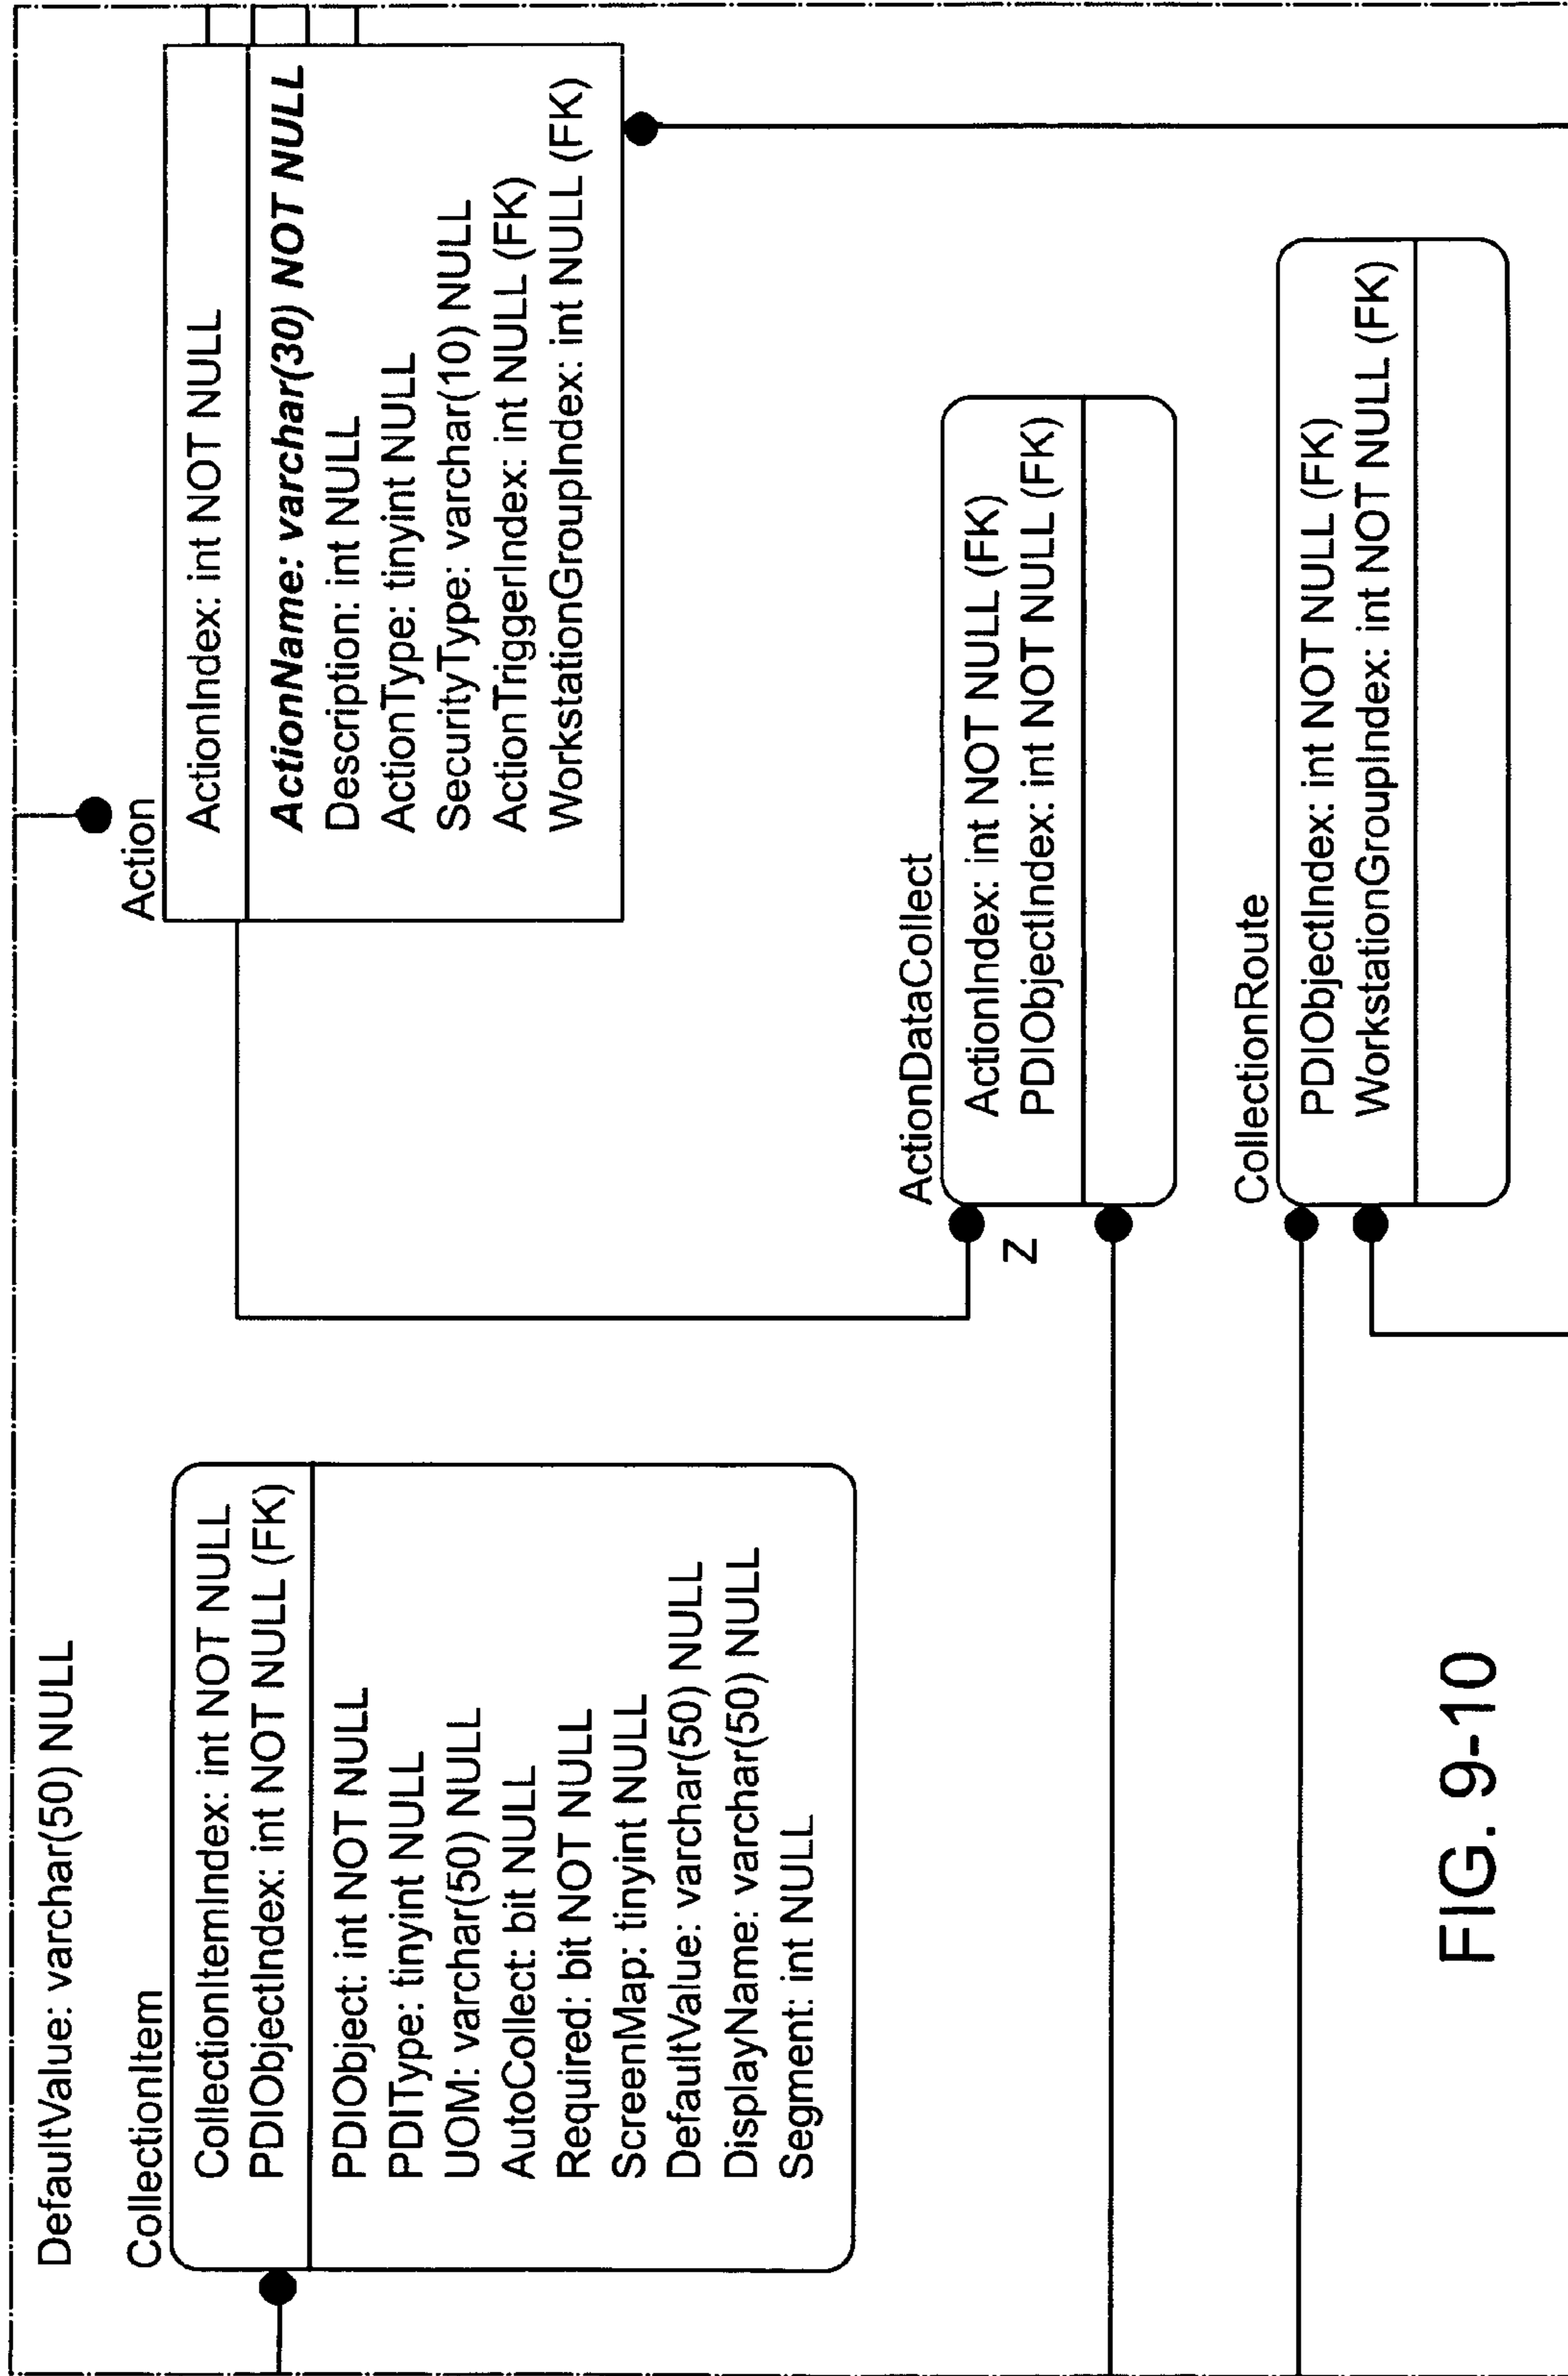 DefaultValue: varchar(50) NULL
CollectionItem
CollectionItemIndex: int NOT NULL
PDIObjectIndex: int NOT NULL (FK)
PDIObject: int NOT NULL
PDIType: tinyint NULL
UOM: varchar(50) NULL
AutoCollect: bit NULL
Required: bit NOT NULL
ScreenMap: tinyint NULL
DefaultValue: varchar(50) NULL
DisplayName: varchar(50) NULL
Segment: int NULL
Action
ActionIndex: int NOT NULL
ActionName: varchar(30) NOT NULL
Description: int NULL
ActionType: tinyint NULL
SecurityType: varchar(10) NULL
ActionTriggerIndex: int NULL (FK)
WorkstationGroupIndex: int NULL (FK)
ActionDataCollect
Z
ActionIndex: int NOT NULL (FK)
PDIObjectIndex: int NOT NULL (FK)
CollectionRoute
PDIObjectIndex: int NOT NULL (FK)
WorkstationGroupIndex: int NOT NULL (FK)
FIG. 9-10